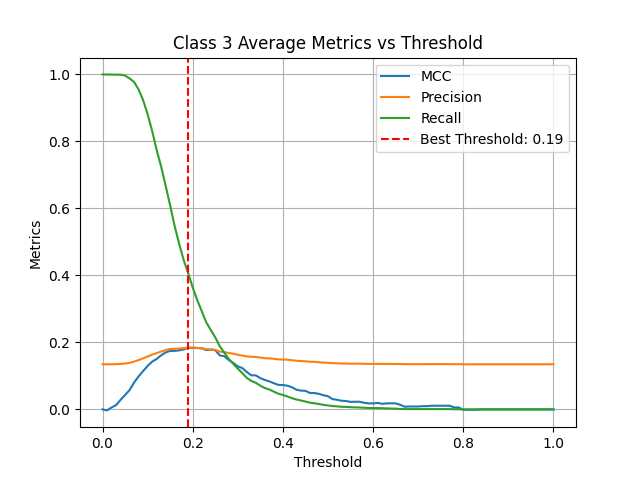 Class 3 Average Metrics vs Threshold
MCC
Precision
Recall
Best Threshold: 0.19
Metrics
1.0
0.8
0.6
0.4
0.2
0.0
0.0 0.2 0.4 0.6 0.8 1.0
Threshold